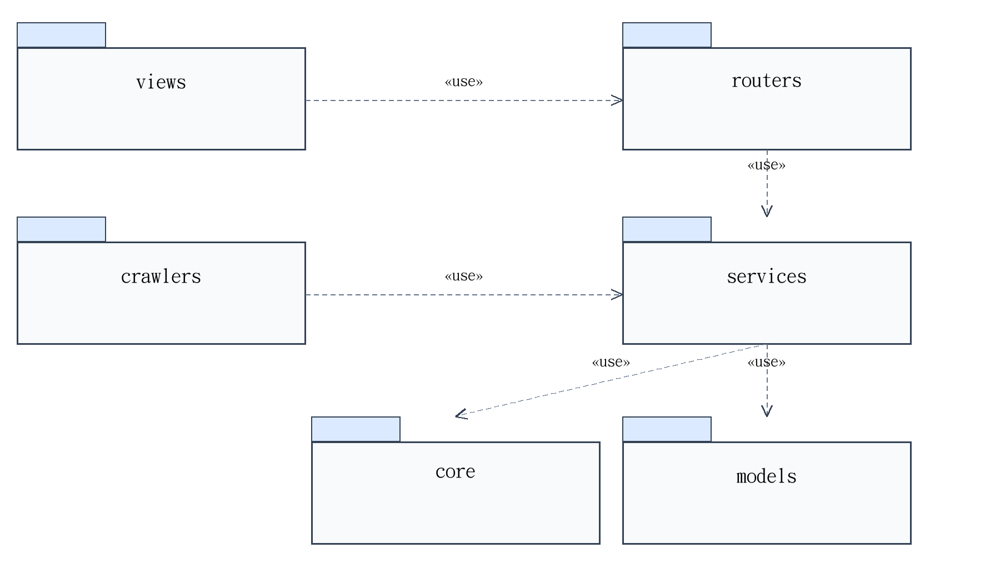 views
«use»
routers
«use»
crawlers
«use»
services
«use»
«use»
core
models